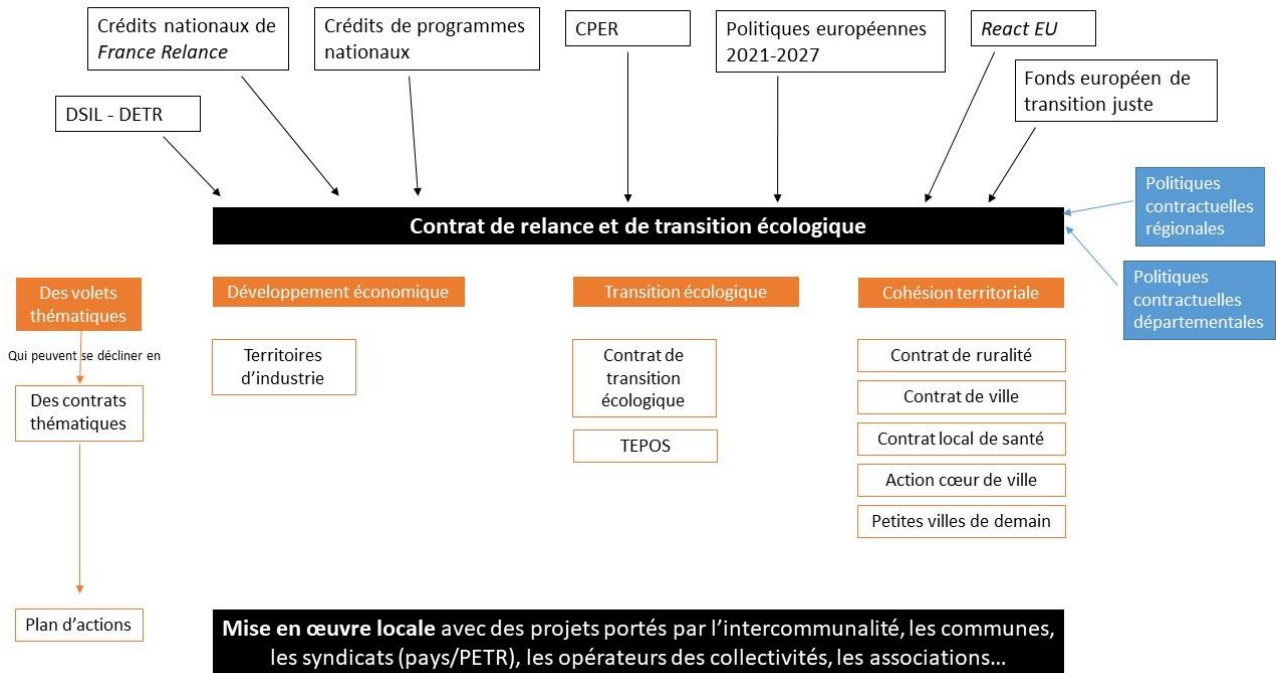 Crédits nationaux de
France Relance
Crédits de programmes
nationaux
CPER
Politiques européennes
2021-2027
React EU
Fonds européen de
transition juste
DSIL - DETR
Contrat de relance et de transition écologique
Politiques
contractuelles
régionales
Politiques
contractuelles
départementales
Des volets
thématiques
Développement économique
Transition écologique
Cohésion territoriale
Qui peuvent se décliner en
Des contrats
thématiques
Territoires
d’industrie
Contrat de
transition
écologique
TEPOS
Contrat de ruralité
Contrat de ville
Contrat local de santé
Action cœur de ville
Petites villes de demain
Plan d’actions
Mise en œuvre locale avec des projets portés par l’intercommunalité, les communes,
les syndicats (pays/PETR), les opérateurs des collectivités, les associations…